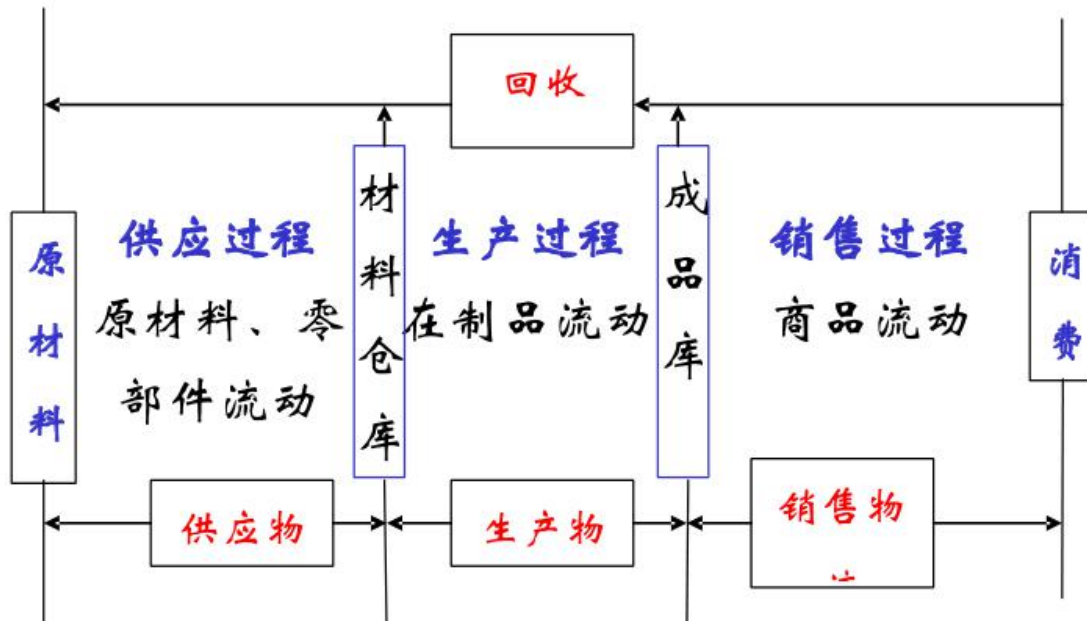 回收
原材料
供应过程
原材料、零
部件流动
材料仓库
生产过程
在制品流动
成品库
销售过程
商品流动
消费
供应物
生产物
销售物